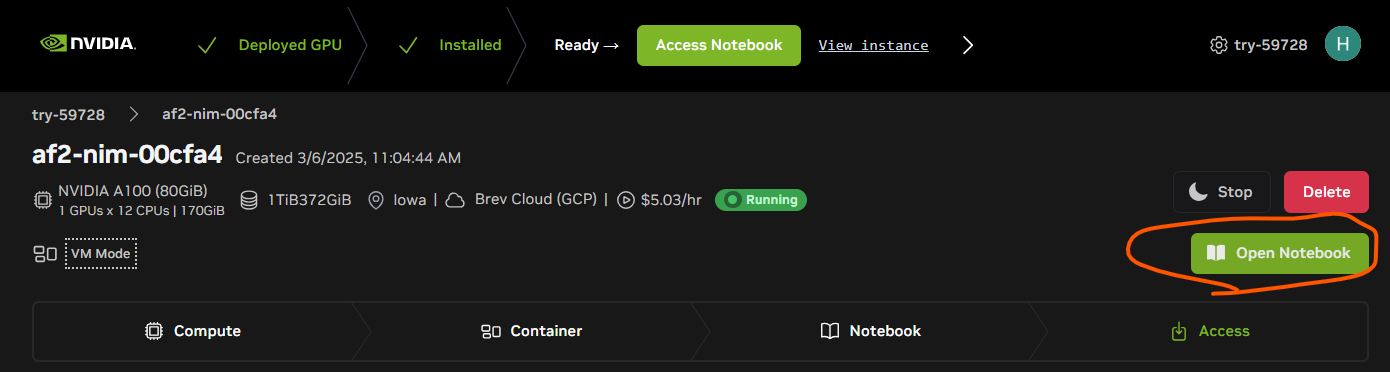 NVIDIA. Deployed GPU Installed Ready → Access Notebook View instance try-59728 H
try-59728 af2-nim-00cfa4
af2-nim-00cfa4 Created 3/6/2025, 11:04:44 AM
NVIDIA A100 (80GiB)
1 GPUs x 12 CPUs | 170GiB
1TiB372GiB Iowa | Brev Cloud (GCP) | $5.03/hr Running
Stop Delete
VM Mode
Open Notebook
Compute Container Notebook Access